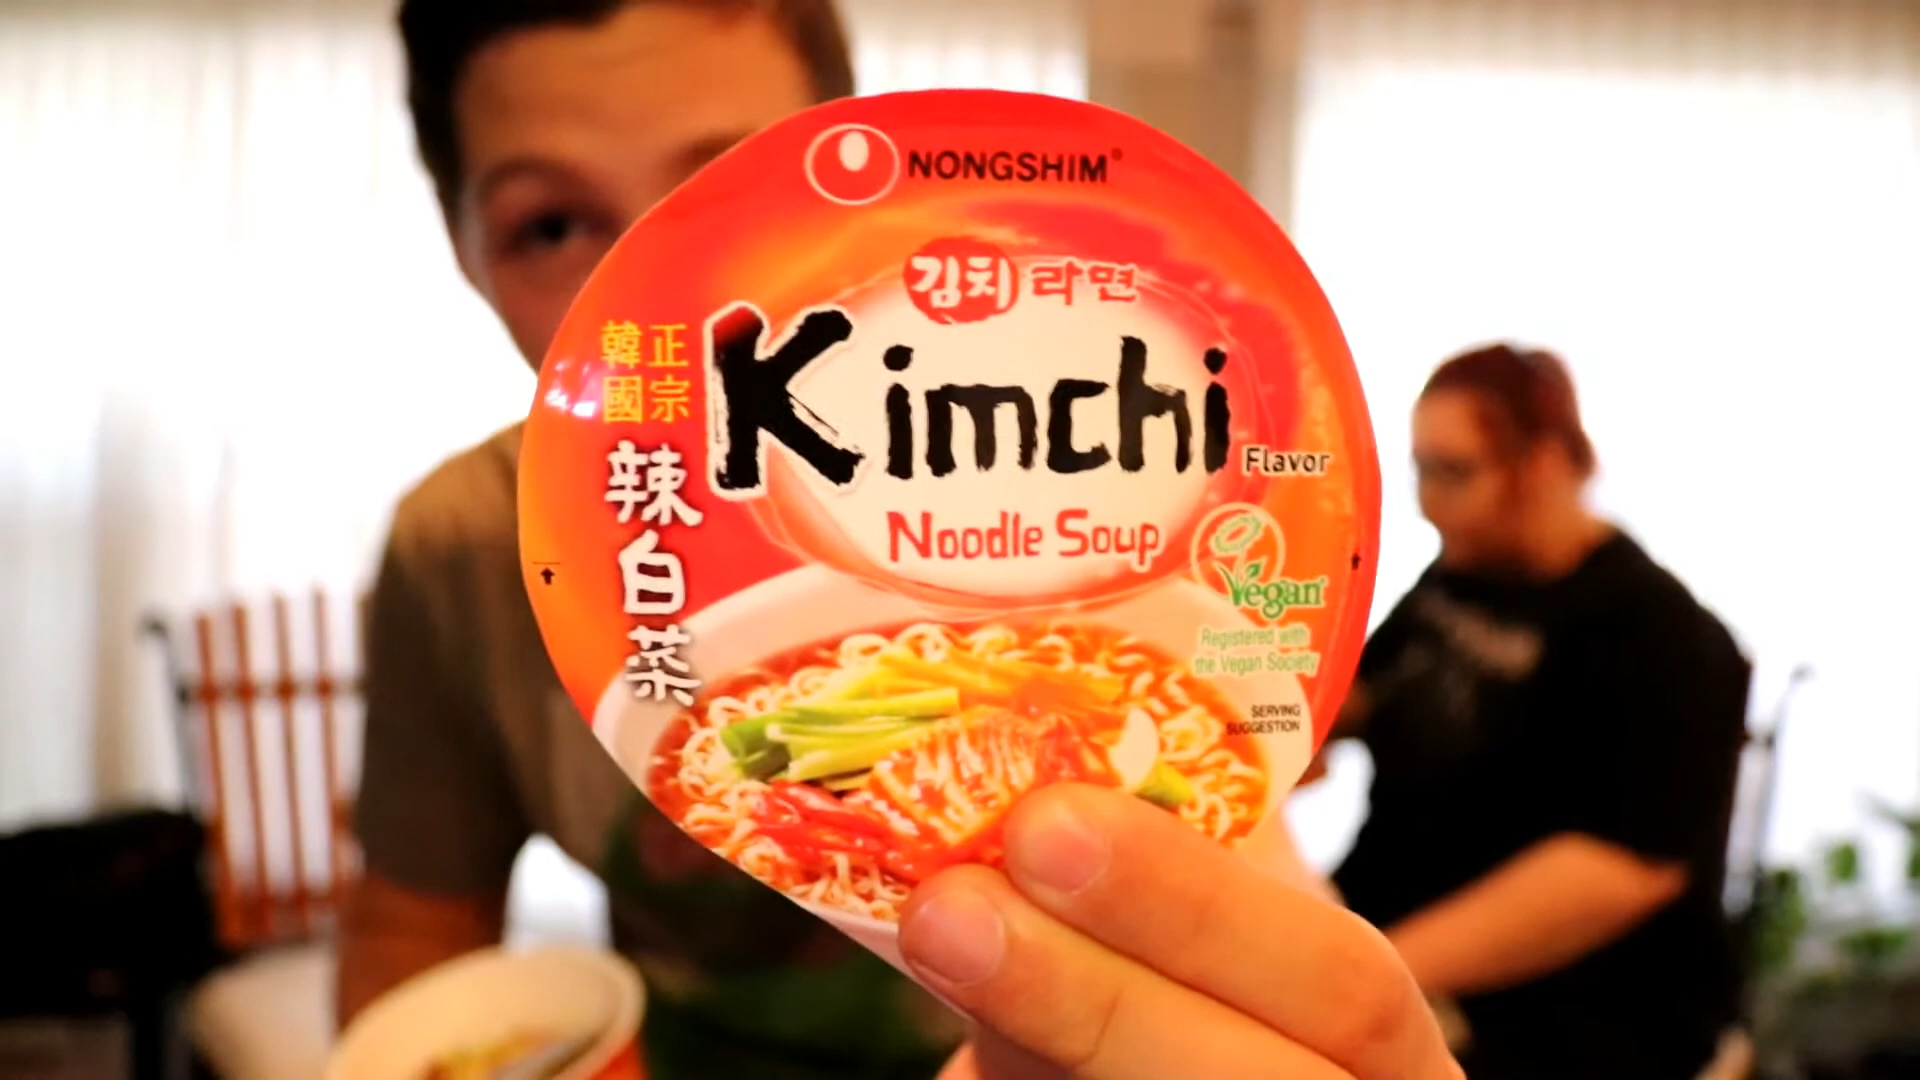 NONGSHIM®
김치 라면
韓國
正宗
辣白菜
Kimchi
Flavor
Noodle Soup
Vegan
Registered with
the Vegan Society
SERVING
SUGGESTION